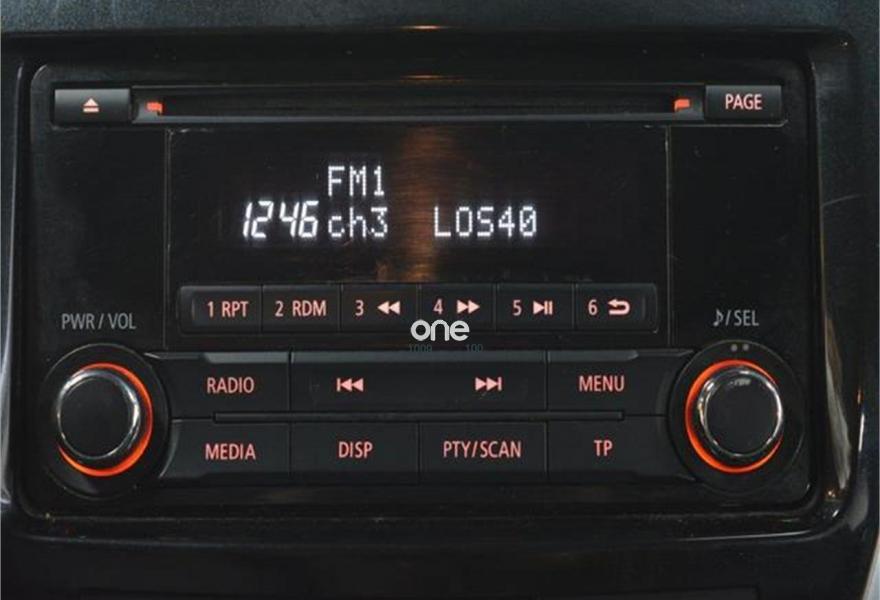 PAGE
FM1
1246 ch3 LOS40
PWR / VOL
1 RPT 2 RDM 3 4 5 6
♪/ SEL
one
RADIO MENU
MEDIA DISP PTY/SCAN TP